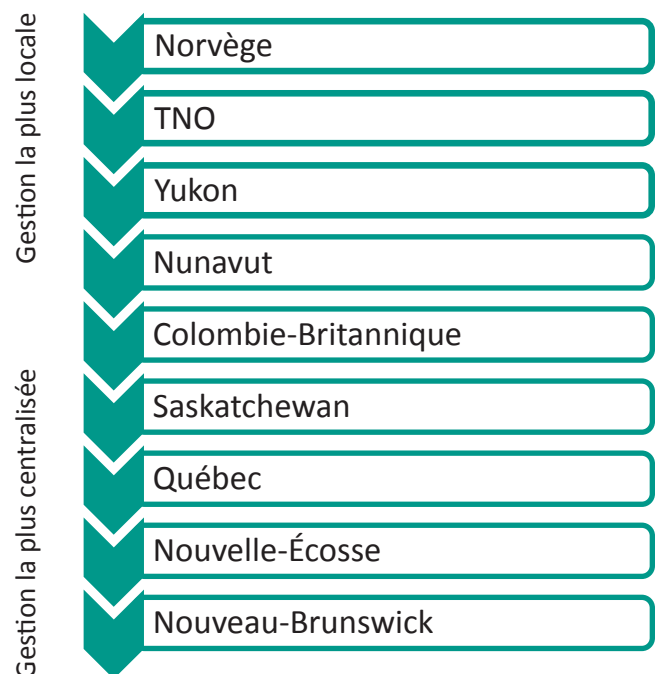 Gestion la plus locale
Norvège
TNO
Yukon
Nunavut
Colombie-Britannique
Saskatchewan
Québec
Nouvelle-Écosse
Nouveau-Brunswick
Gestion la plus centralisée